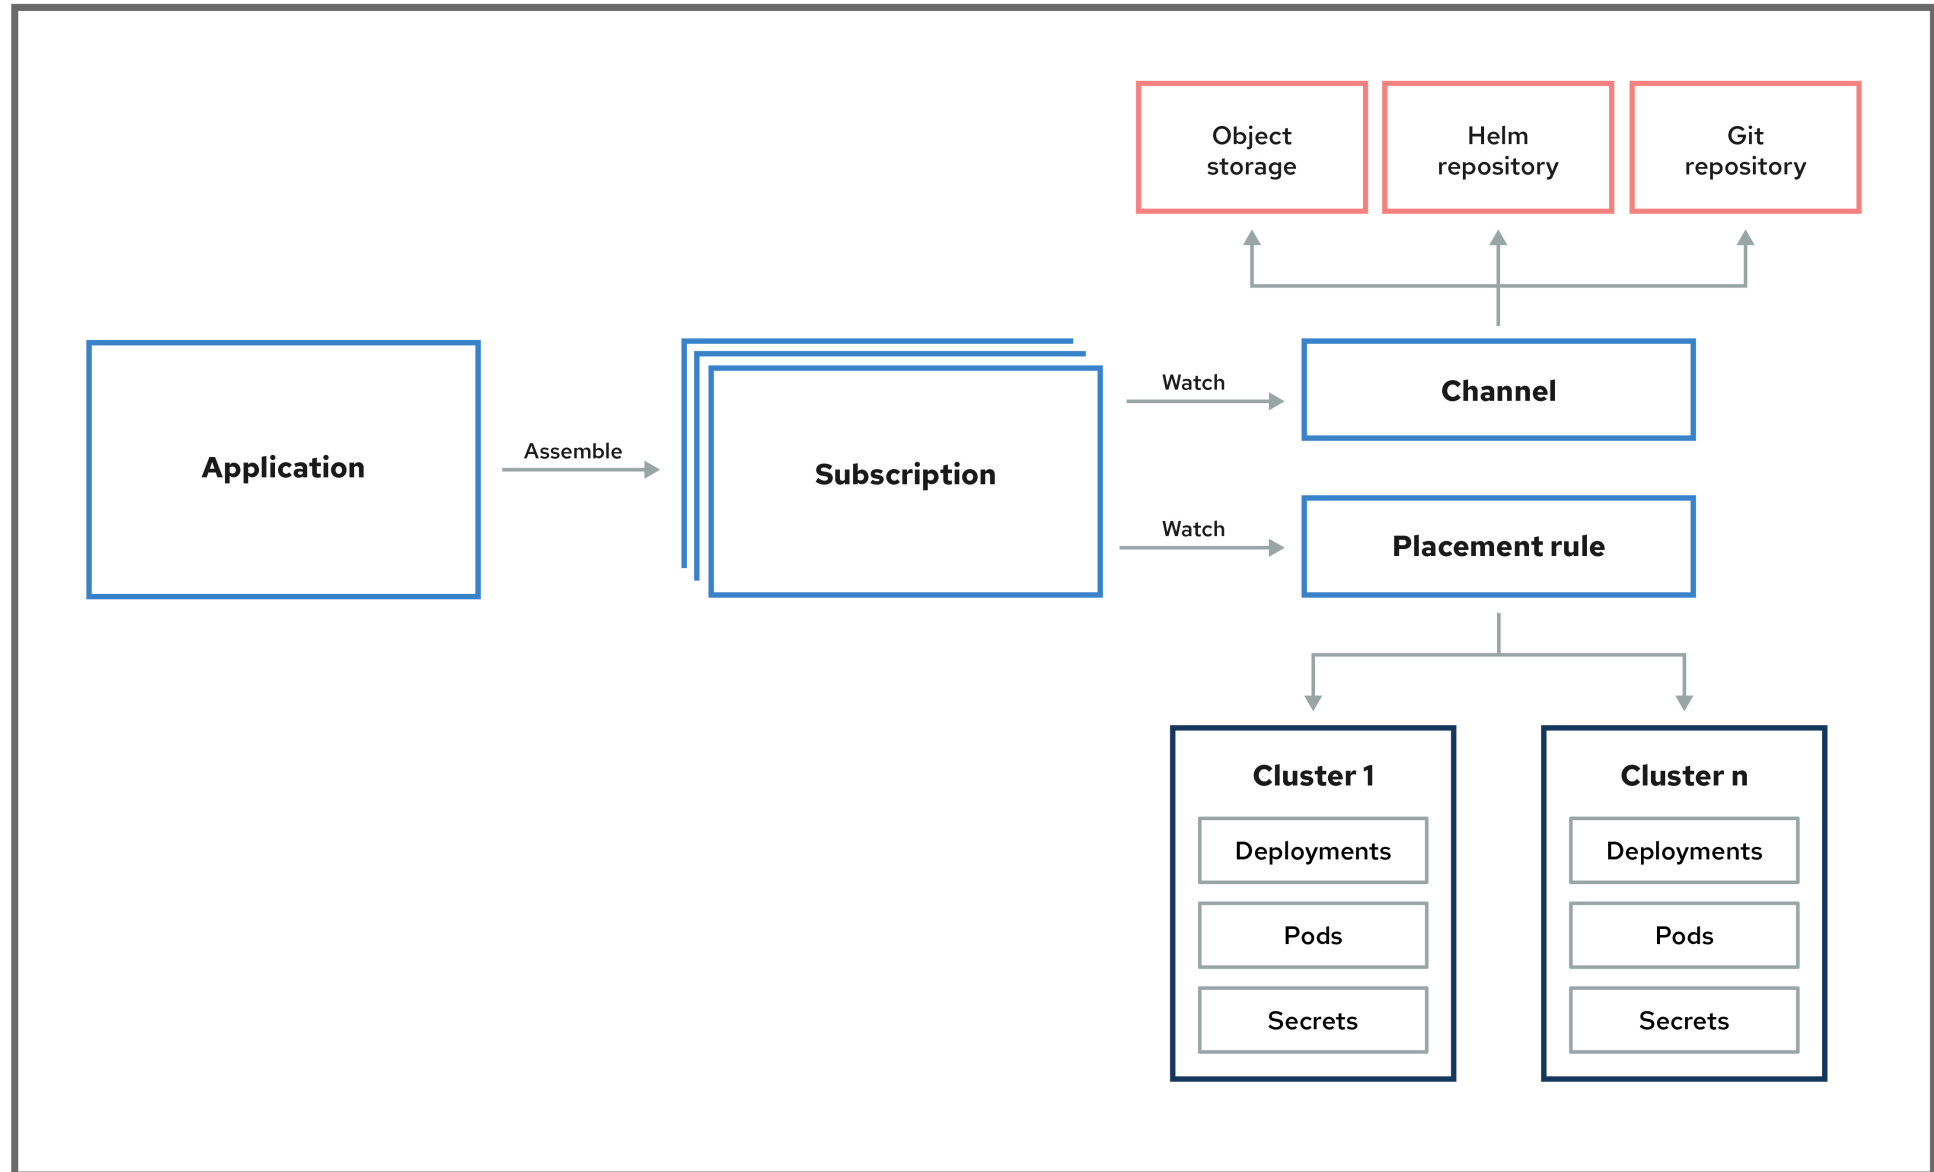 Object
storage
Helm
repository
Git
repository
Application
Assemble
Subscription
Watch
Channel
Watch
Placement rule
Cluster 1
Deployments
Pods
Secrets
Cluster n
Deployments
Pods
Secrets